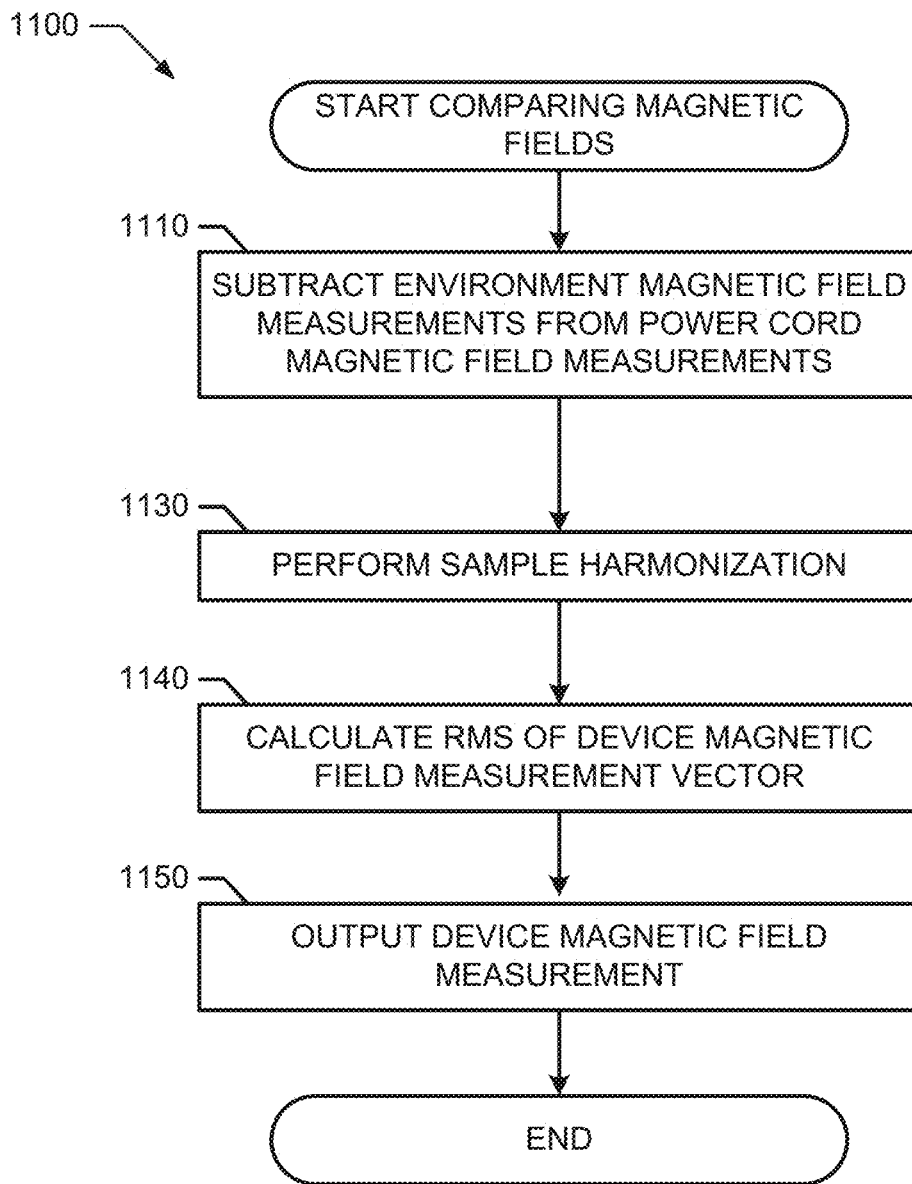 1100
START COMPARING MAGNETIC
FIELDS
1110
SUBTRACT ENVIRONMENT MAGNETIC FIELD
MEASUREMENTS FROM POWER CORD
MAGNETIC FIELD MEASUREMENTS
1130
PERFORM SAMPLE HARMONIZATION
1140
CALCULATE RMS OF DEVICE MAGNETIC
FIELD MEASUREMENT VECTOR
1150
OUTPUT DEVICE MAGNETIC FIELD
MEASUREMENT
END